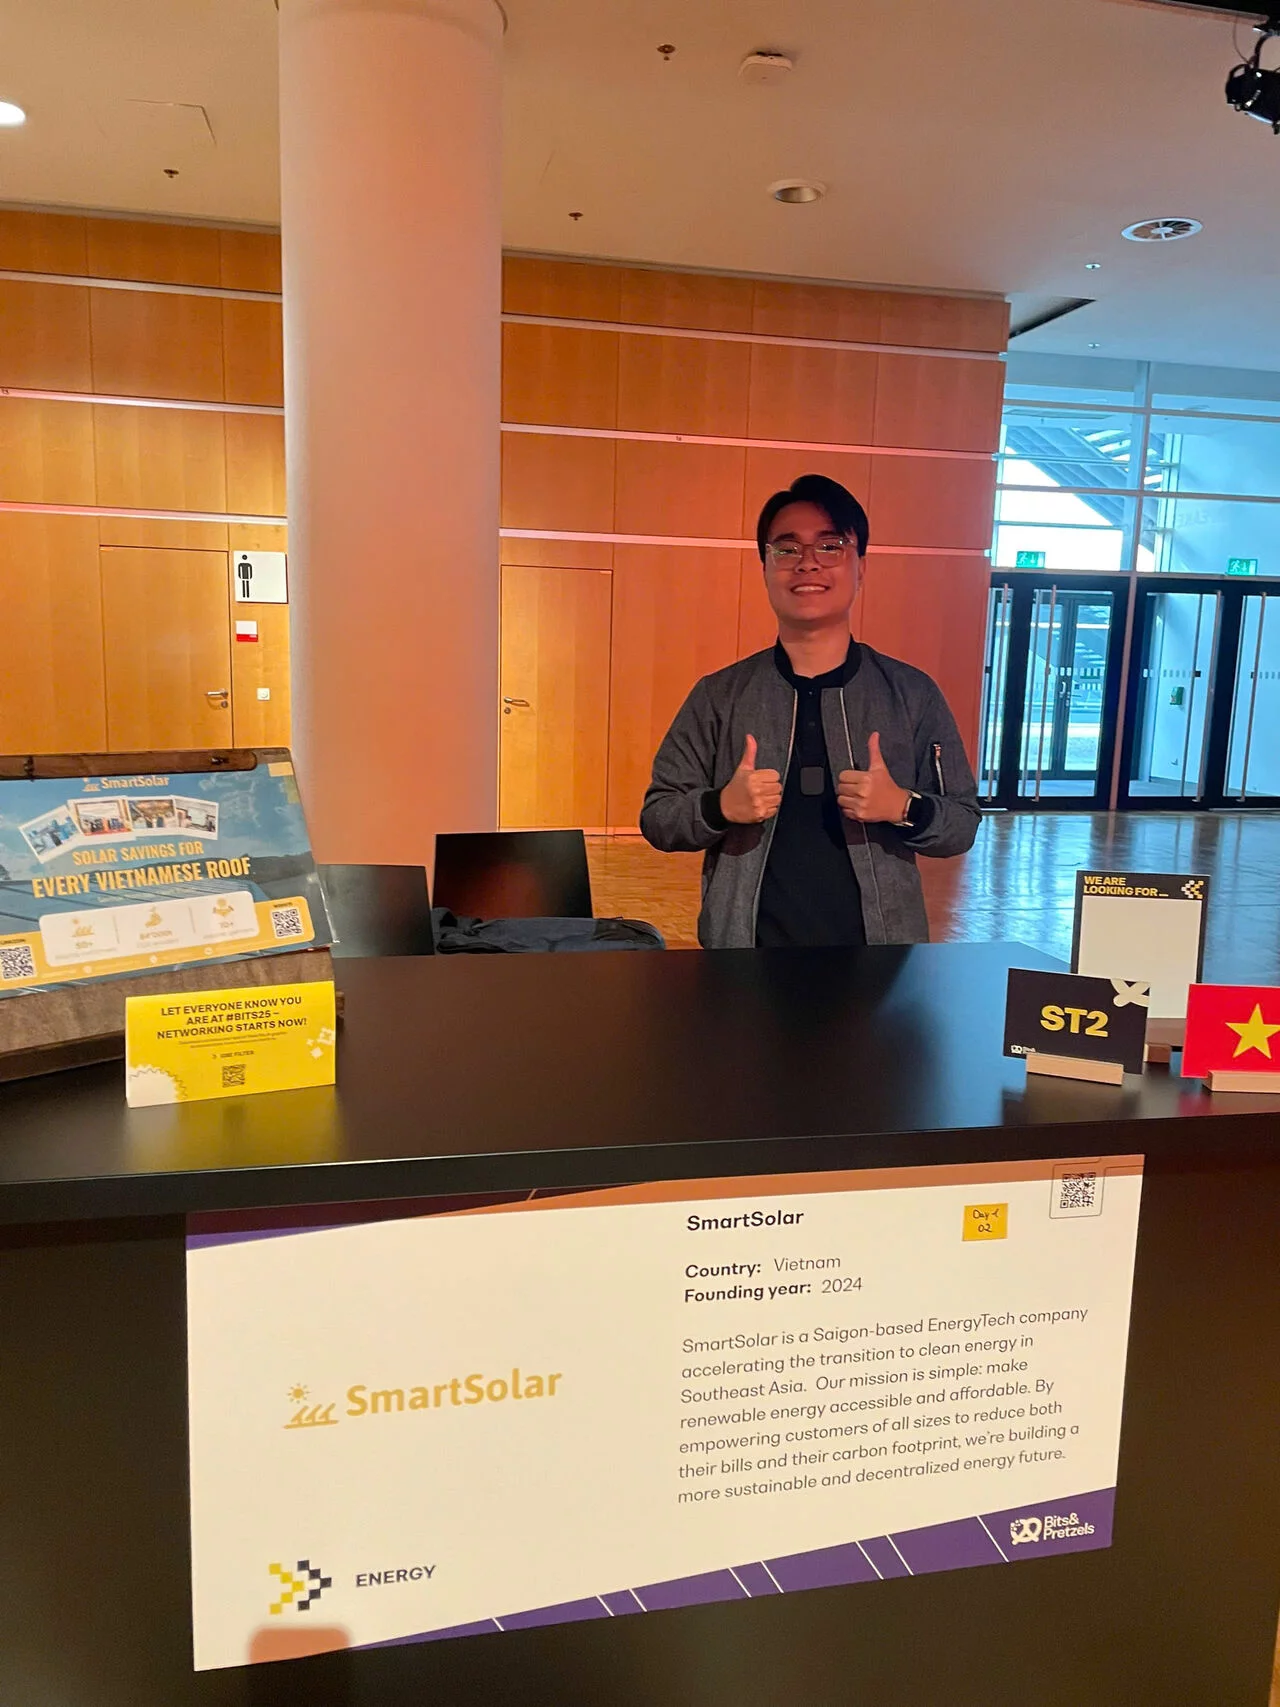 SmartSolar
SOLAR SAVINGS FOR
EVERY VIETNAMESE ROOF
50+
10+
LET EVERYONE KNOW YOU
ARE AT #BITS25 –
NETWORKING STARTS NOW!
USE FILTER
WE ARE
LOOKING FOR ...
ST2
SmartSolar
Day 1
02
Country: Vietnam
Founding year: 2024
SmartSolar is a Saigon-based EnergyTech company
accelerating the transition to clean energy in
Southeast Asia. Our mission is simple: make
renewable energy accessible and affordable. By
empowering customers of all sizes to reduce both
their bills and their carbon footprint, we're building a
more sustainable and decentralized energy future.
SmartSolar
ENERGY
Bits&
Pretzels